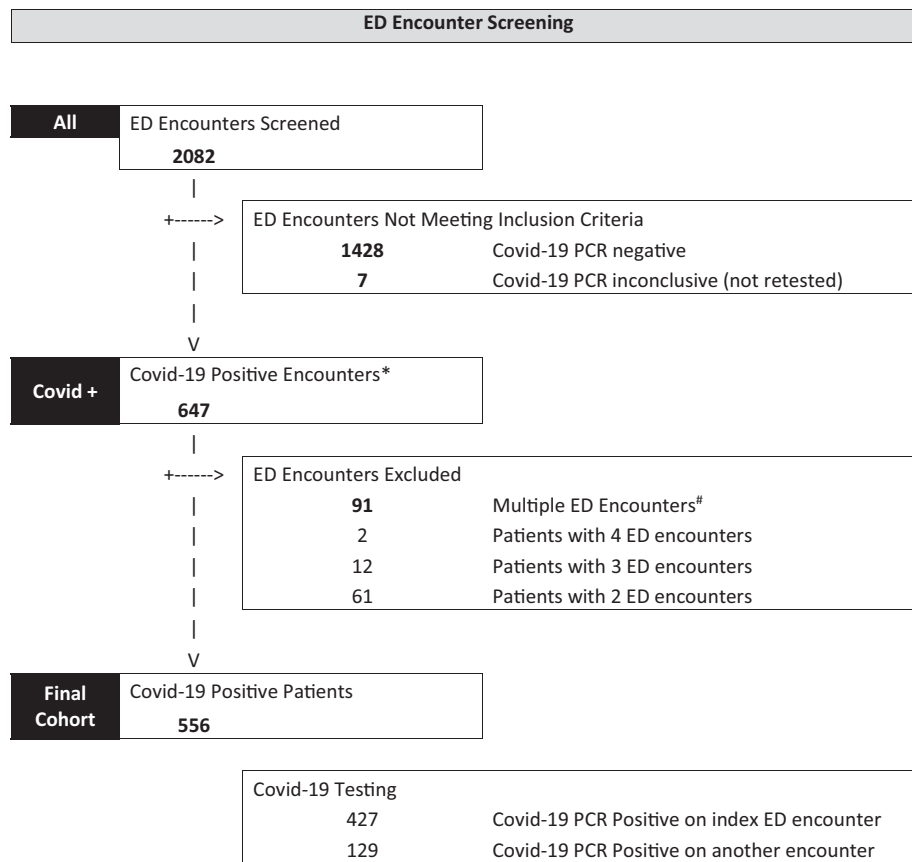 ED Encounter Screening
All
ED Encounters Screened
2082
|
+------> ED Encounters Not Meeting Inclusion Criteria
| 1428 Covid-19 PCR negative
| 7 Covid-19 PCR inconclusive (not retested)
|
V
Covid +
Covid-19 Positive Encounters*
647
|
+------> ED Encounters Excluded
| 91 Multiple ED Encounters#
| 2 Patients with 4 ED encounters
| 12 Patients with 3 ED encounters
| 61 Patients with 2 ED encounters
|
V
Final
Cohort
Covid-19 Positive Patients
556
Covid-19 Testing
427 Covid-19 PCR Positive on index ED encounter
129 Covid-19 PCR Positive on another encounter